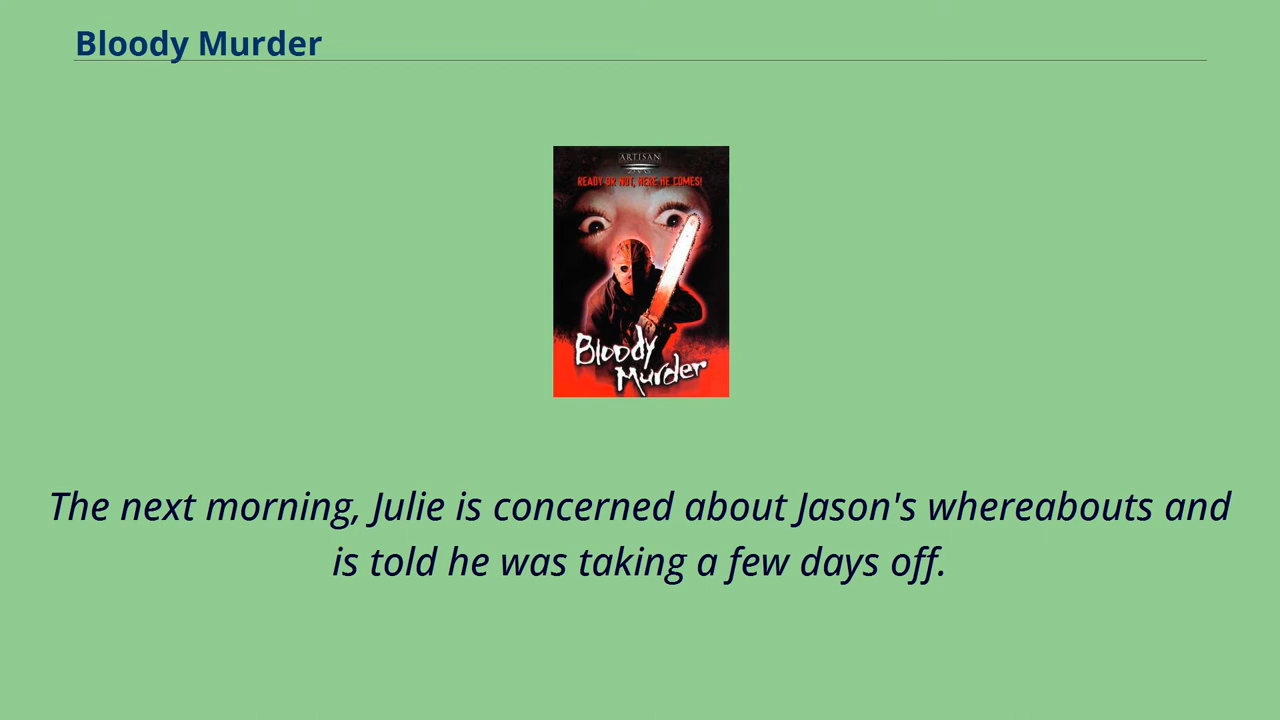 Bloody Murder
ARTISAN
READY OR NOT, HERE HE COMES!
Bloody
Murder
The next morning, Julie is concerned about Jason's whereabouts and
is told he was taking a few days off.